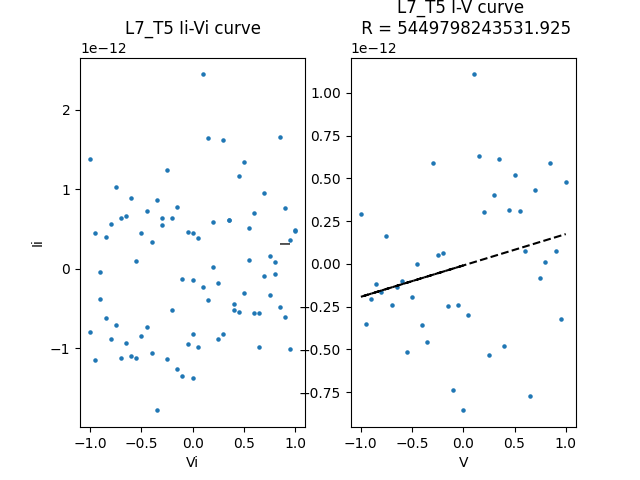 L7_T5 Ii-Vi curve
1e−12
2
1
0
−1
Ii
−1.0 −0.5 0.0 0.5 1.0
Vi
L7_T5 I-V curve
R = 5449798243531.925
1e−12
1.00
0.75
0.50
0.25
0.00
−0.25
−0.50
−0.75
−1.0 −0.5 0.0 0.5 1.0
V